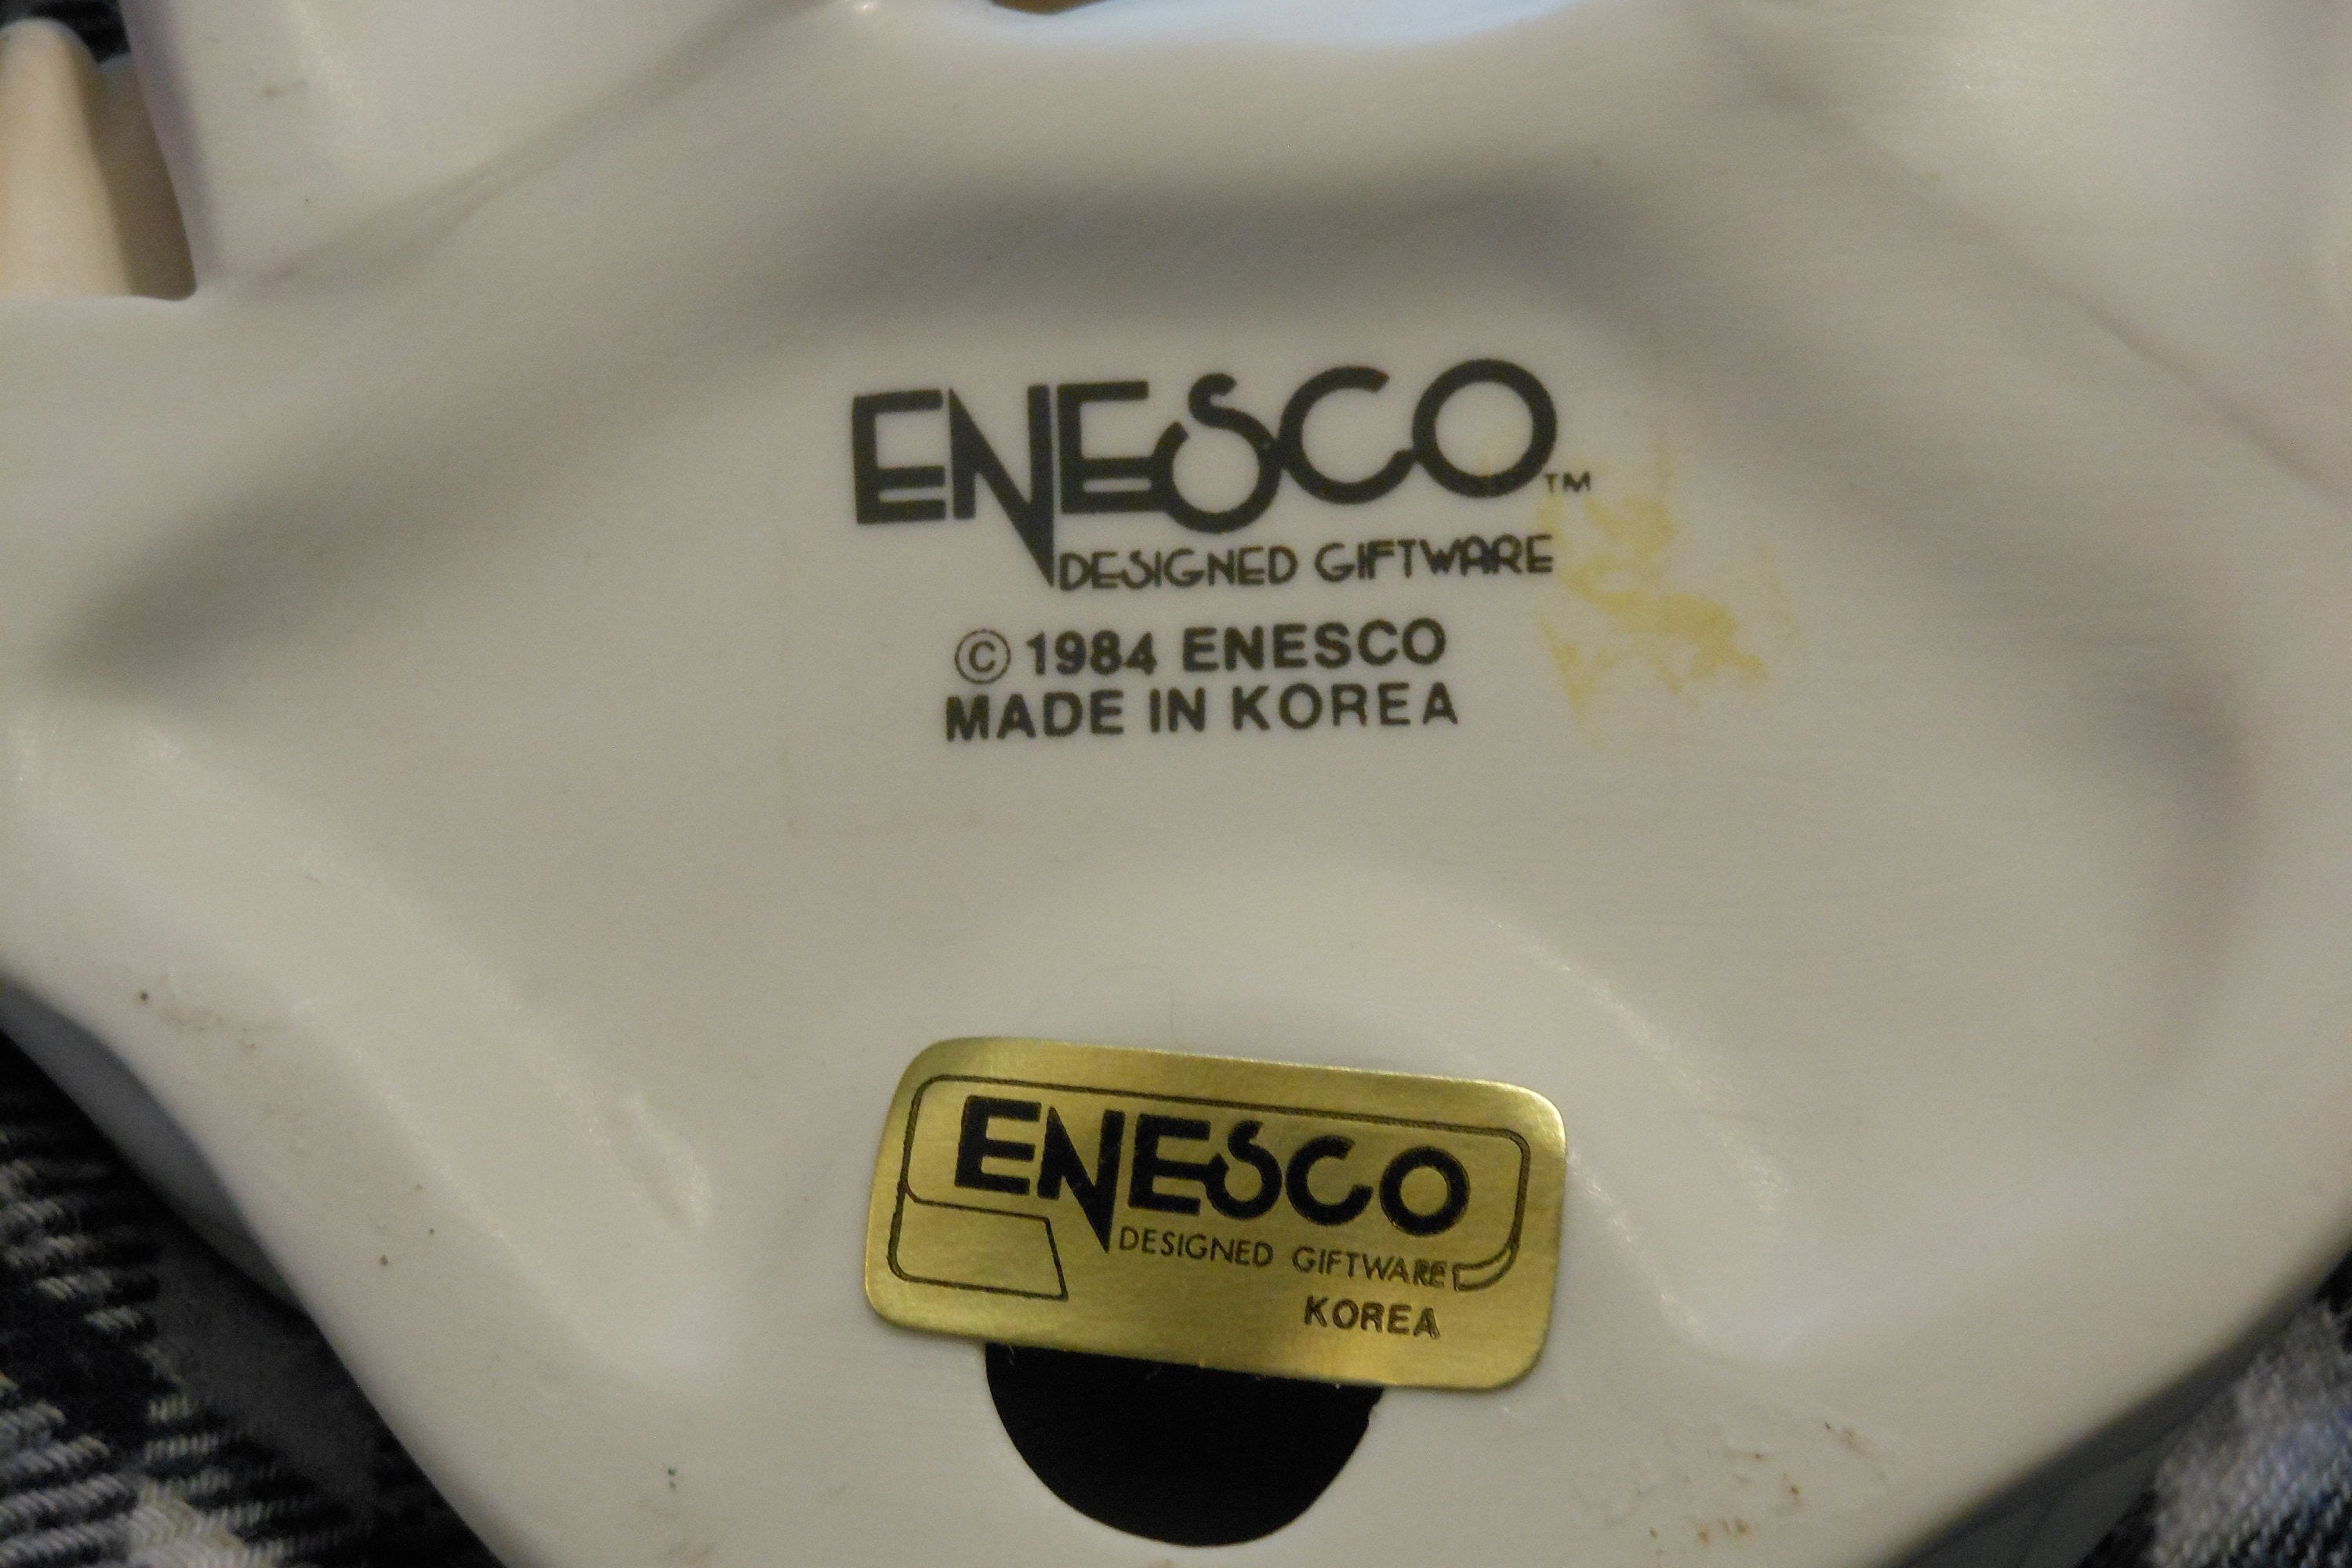 ENESCO™
DESIGNED GIFTWARE
© 1984 ENESCO
MADE IN KOREA
ENESCO
DESIGNED GIFTWARE
KOREA